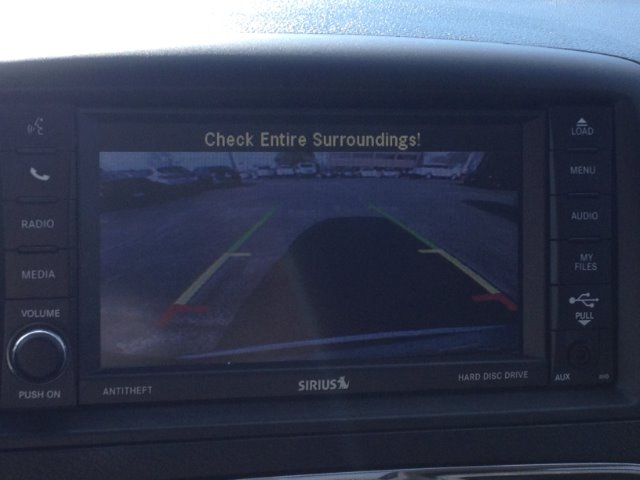 Check Entire Surroundings!
LOAD
MENU
RADIO
AUDIO
MEDIA
MY
FILES
VOLUME
PULL
PUSH ON
ANTITHEFT
SIRIUS
HARD DISC DRIVE
AUX